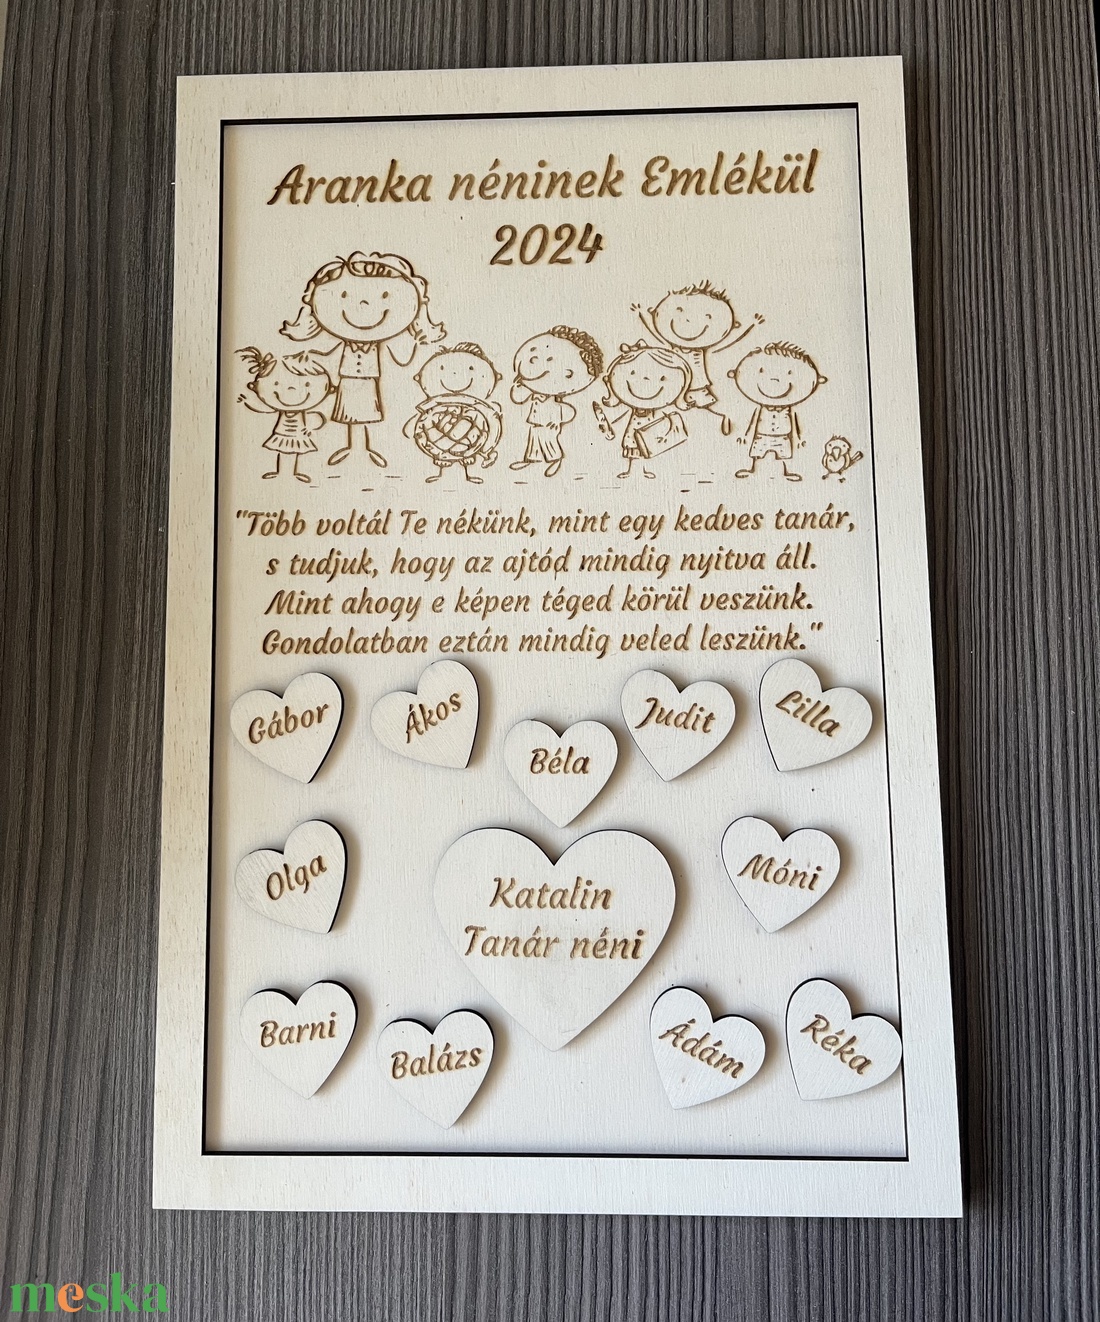 Aranka néninek Emlékül
2024
"Több voltál Te nékünk, mint egy kedves tanár,
s tudjuk, hogy az ajtód mindig nyitva áll.
Mint ahogy e képen téged körül veszünk.
Gondolatban eztán mindig veled leszünk."
Gábor
Ákos
Béla
Judit
Lilla
Olga
Katalin
Tanár néni
Móni
Barni
Balázs
Ádám
Réka
meska